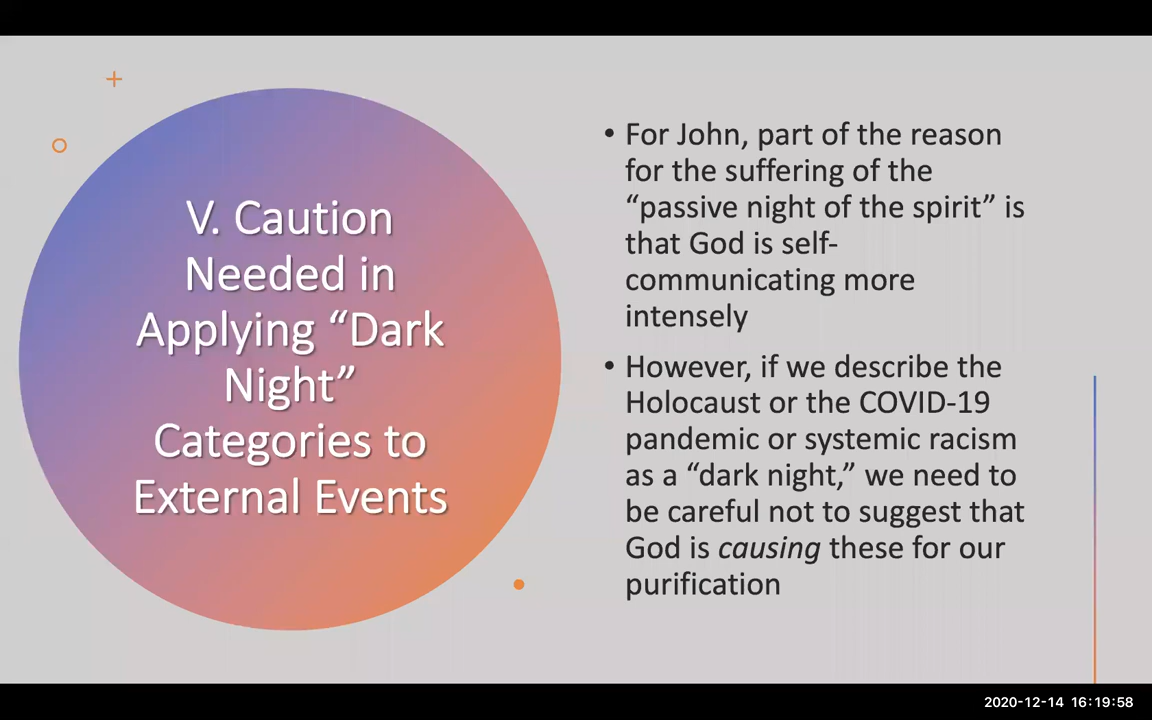 V. Caution
Needed in
Applying “Dark
Night”
Categories to
External Events
• For John, part of the reason
for the suffering of the
“passive night of the spirit” is
that God is self-
communicating more
intensely
• However, if we describe the
Holocaust or the COVID-19
pandemic or systemic racism
as a “dark night,” we need to
be careful not to suggest that
God is causing these for our
purification
2020-12-14 16:19:58